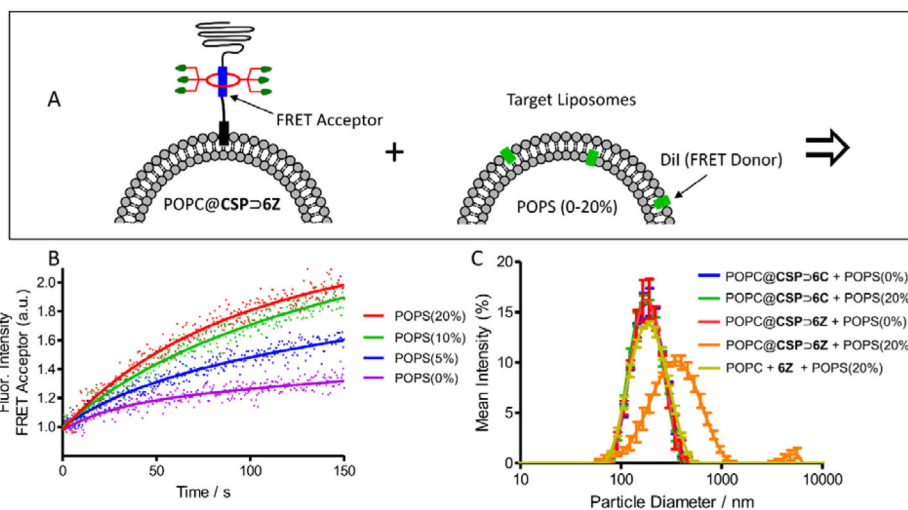 A
FRET Acceptor
POPC@CSP⊃6Z
+
Target Liposomes
DiI (FRET Donor)
POPS (0-20%)
B
Fluor. Intensity
FRET Acceptor (a.u.)
2.0
1.8
1.6
1.4
1.2
1.0
0
50
100
150
Time / s
POPS(20%)
POPS(10%)
POPS(5%)
POPS(0%)
C
Mean Intensity (%)
20
15
10
5
0
10
100
1000
10000
Particle Diameter / nm
POPC@CSP⊃6C + POPS(0%)
POPC@CSP⊃6C + POPS(20%)
POPC@CSP⊃6Z + POPS(0%)
POPC@CSP⊃6Z + POPS(20%)
POPC + 6Z + POPS(20%)